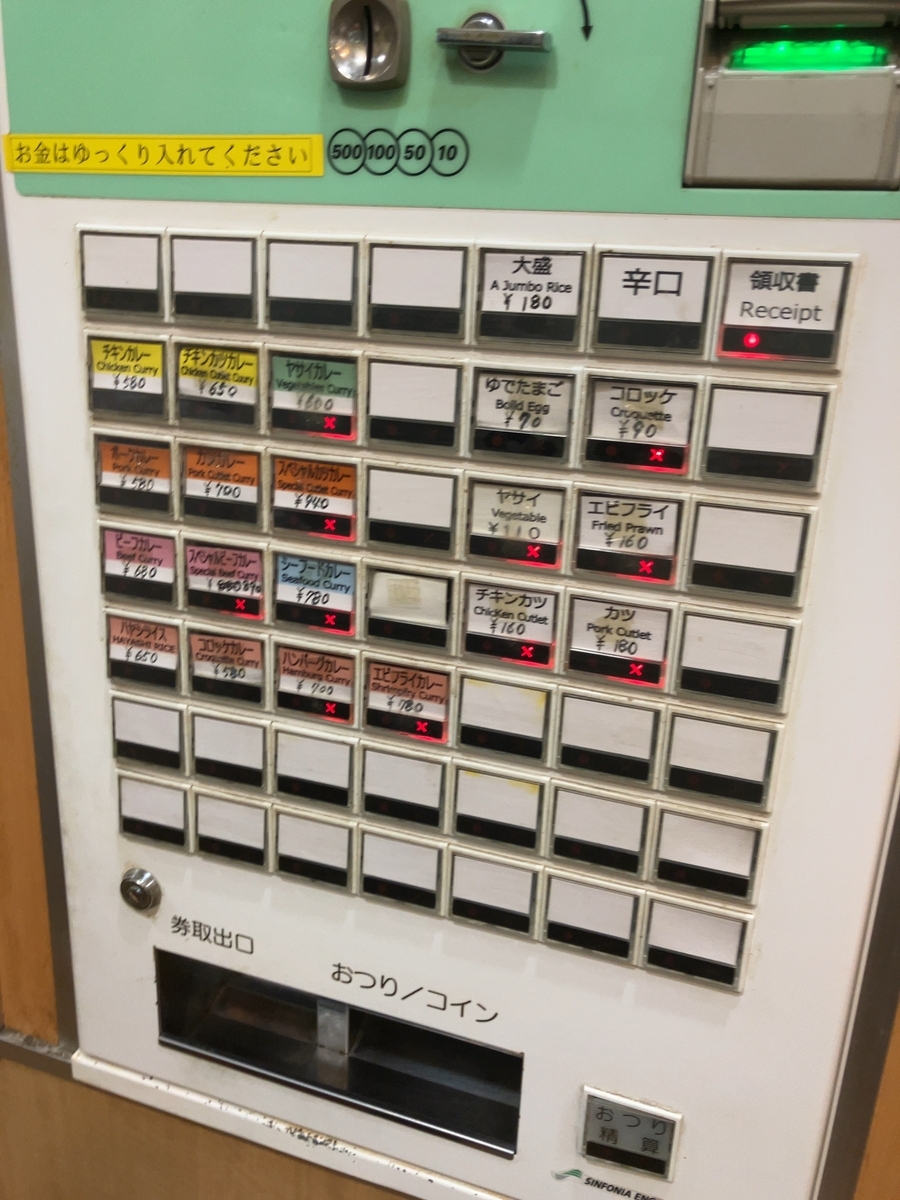 お金はゆっくり入れてください
500 100 50 10
大盛
A Jumbo Rice
¥180
辛口
領収書
Receipt
チキンカレー
Chicken Curry
¥580
チキンカツカレー
Chicken Cutlet Curry
¥650
ヤサイカレー
Vegetables Curry
¥600
ゆでたまご
Boild Egg
¥70
コロッケ
Croquette
¥90
ポークカレー
Pork Curry
¥580
カツカレー
Pork Cutlet Curry
¥700
スペシャルカツカレー
Special Cutlet Curry
¥940
ヤサイ
Vegetable
¥110
エビフライ
Fried Prawn
¥160
ビーフカレー
Beef Curry
¥680
スペシャルビーフカレー
Special Beef Curry
シーフードカレー
Seafood Curry
¥780
チキンカツ
Chicken Cutlet
¥160
カツ
Pork Cutlet
¥180
ハヤシライス
HAYASHI RICE
¥650
コロッケカレー
Croquette Curry
¥580
ハンバーグカレー
Hamburg Curry
¥700
エビフライカレー
Curry
¥780
券取出口
おつり/コイン
おつり
精算
SINFONIA